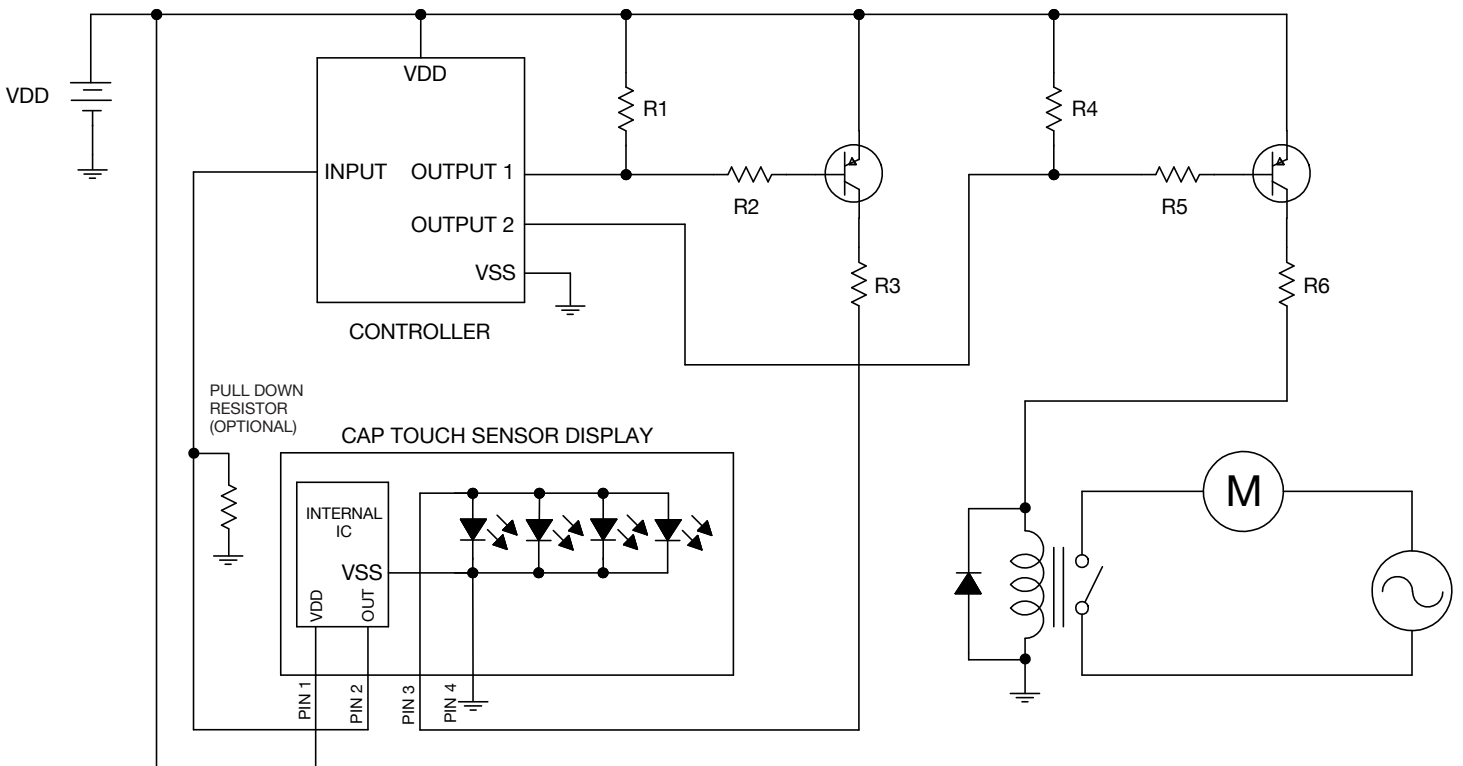 VDD
VDD
INPUT
OUTPUT 1
OUTPUT 2
VSS
CONTROLLER
R1
R2
R3
R4
R5
R6
PULL DOWN
RESISTOR
(OPTIONAL)
CAP TOUCH SENSOR DISPLAY
INTERNAL
IC
VSS
VDD
OUT
PIN 1
PIN 2
PIN 3
PIN 4
M